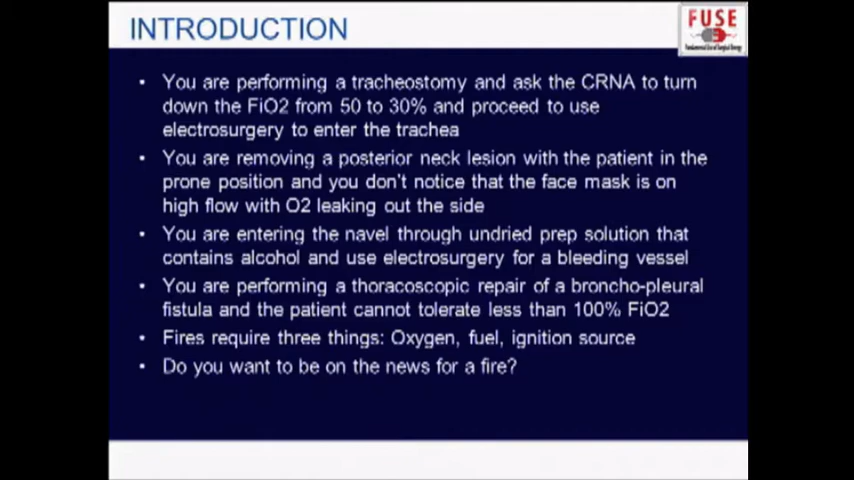 INTRODUCTION
FUSE
Fundamental Use of Surgical Energy
• You are performing a tracheostomy and ask the CRNA to turn
down the FiO2 from 50 to 30% and proceed to use
electrosurgery to enter the trachea
• You are removing a posterior neck lesion with the patient in the
prone position and you don't notice that the face mask is on
high flow with O2 leaking out the side
• You are entering the navel through undried prep solution that
contains alcohol and use electrosurgery for a bleeding vessel
• You are performing a thoracoscopic repair of a broncho-pleural
fistula and the patient cannot tolerate less than 100% FiO2
• Fires require three things: Oxygen, fuel, ignition source
• Do you want to be on the news for a fire?